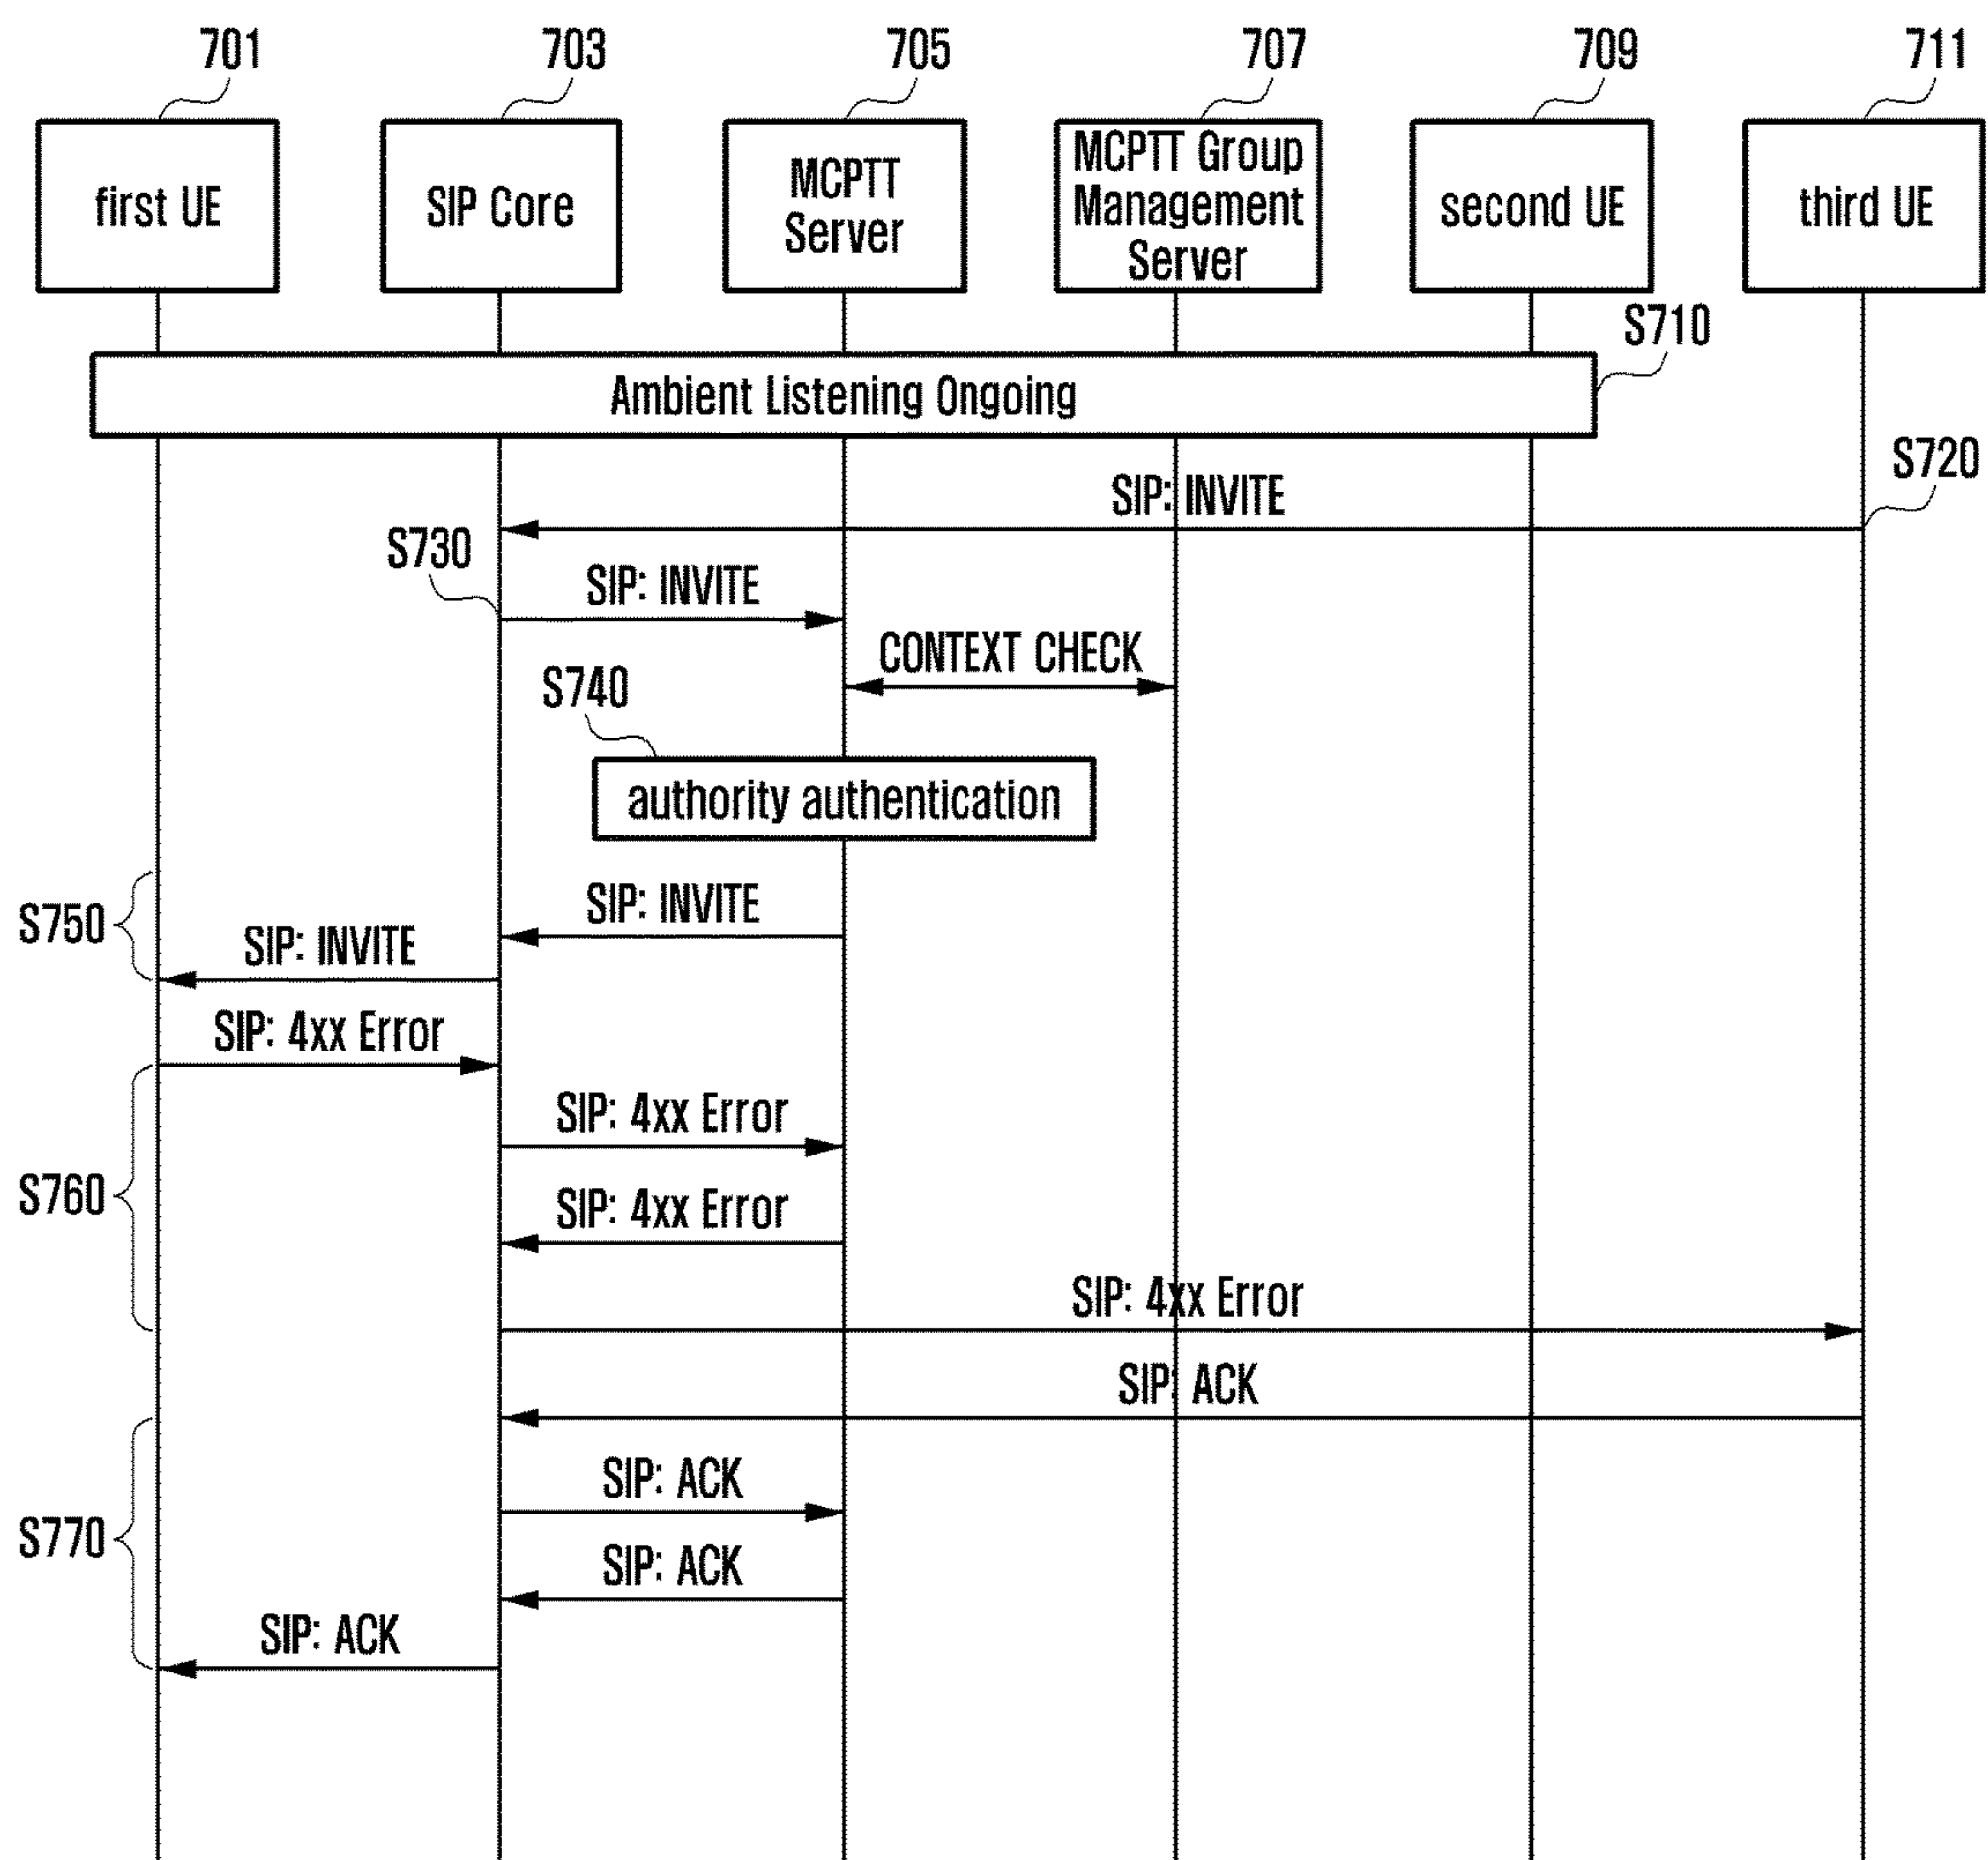 701
703
705
707
709
711
first UE
SIP Core
MCPTT
Server
MCPTT Group
Management
Server
second UE
third UE
S710
Ambient Listening Ongoing
S720
SIP: INVITE
S730
SIP: INVITE
CONTEXT CHECK
S740
authority authentication
S750
SIP: INVITE
SIP: INVITE
SIP: 4xx Error
SIP: 4xx Error
S760
SIP: 4xx Error
SIP: 4xx Error
SIP: ACK
SIP: ACK
S770
SIP: ACK
SIP: ACK